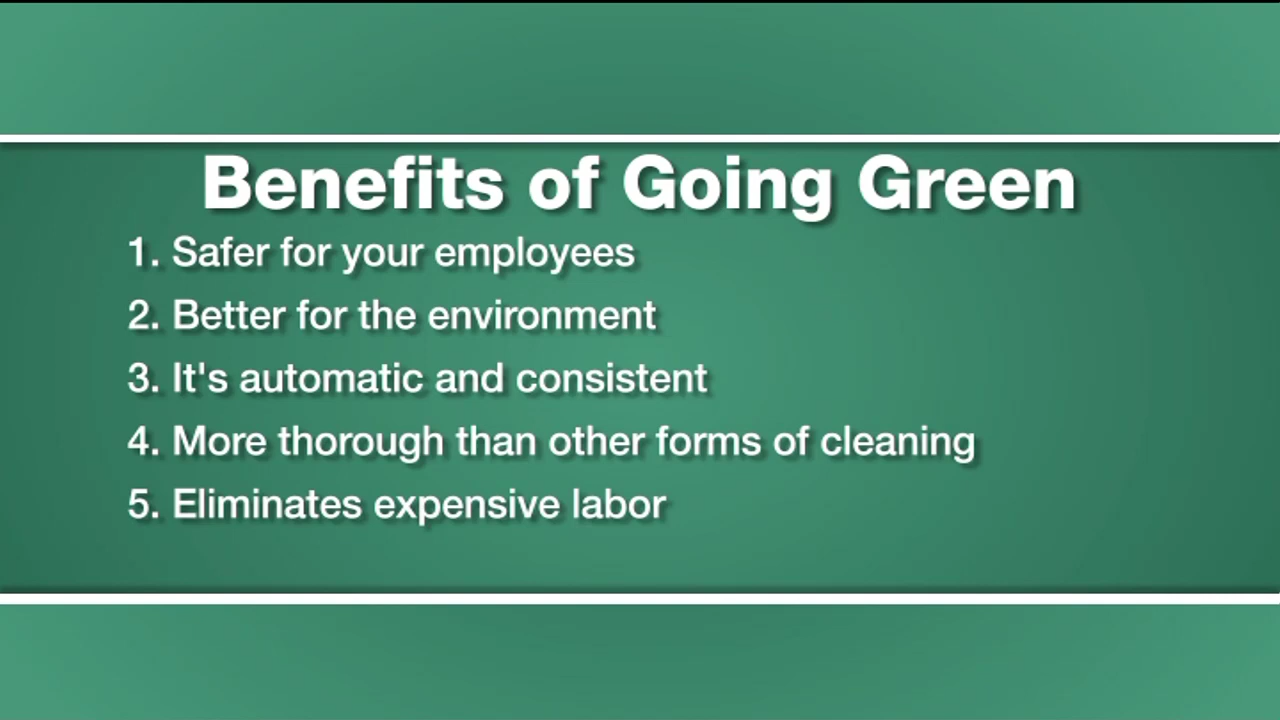 Benefits of Going Green
1. Safer for your employees
2. Better for the environment
3. It's automatic and consistent
4. More thorough than other forms of cleaning
5. Eliminates expensive labor